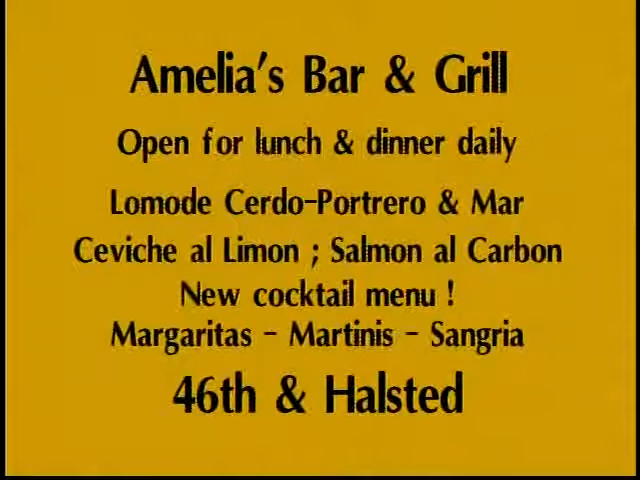 Amelia's Bar & Grill
Open for lunch & dinner daily
Lomode Cerdo-Portrero & Mar
Ceviche al Limon ; Salmon al Carbon
New cocktail menu !
Margaritas - Martinis - Sangria
46th & Halsted